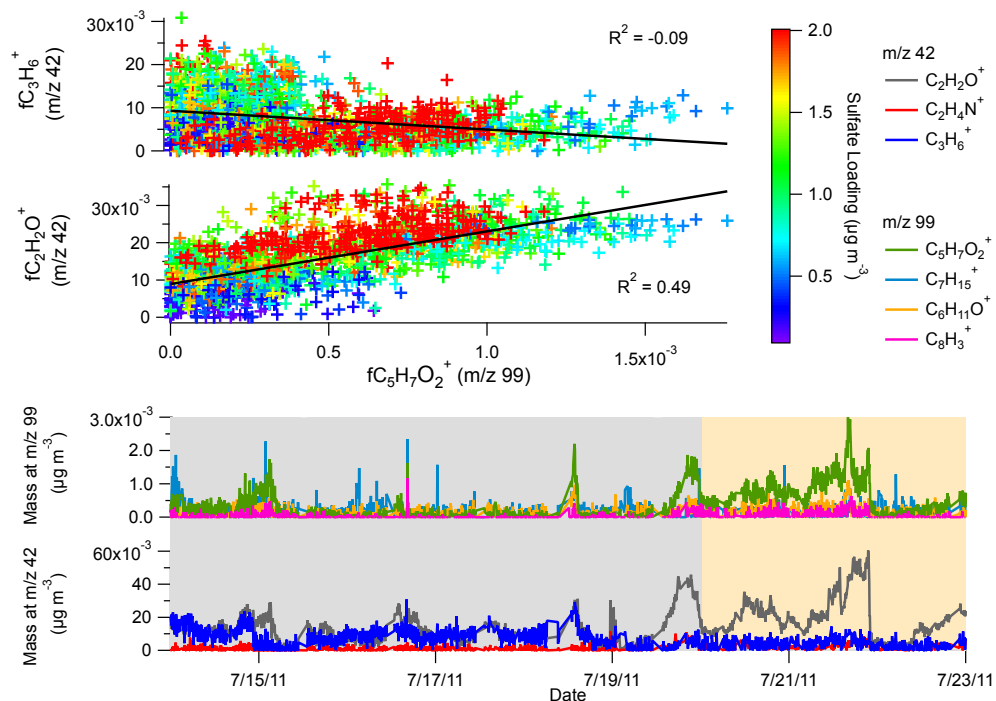 30x10⁻³
20
10
0
fC₃H₆⁺
(m/z 42)
R² = -0.09
30x10⁻³
20
10
0
fC₂H₂O⁺
(m/z 42)
R² = 0.49
0.0 0.5 1.0 1.5x10⁻³
fC₅H₇O₂⁺ (m/z 99)
2.0
1.5
1.0
0.5
Sulfate Loading (µg m⁻³)
m/z 42
C₂H₂O⁺
C₂H₄N⁺
C₃H₆⁺
m/z 99
C₅H₇O₂⁺
C₇H₁₅⁺
C₆H₁₁O⁺
C₈H₃⁺
3.0x10⁻³
2.0
1.0
0.0
Mass at m/z 99
(µg m⁻³)
60x10⁻³
40
20
0
Mass at m/z 42
(µg m⁻³)
7/15/11 7/17/11 7/19/11 7/21/11 7/23/11
Date